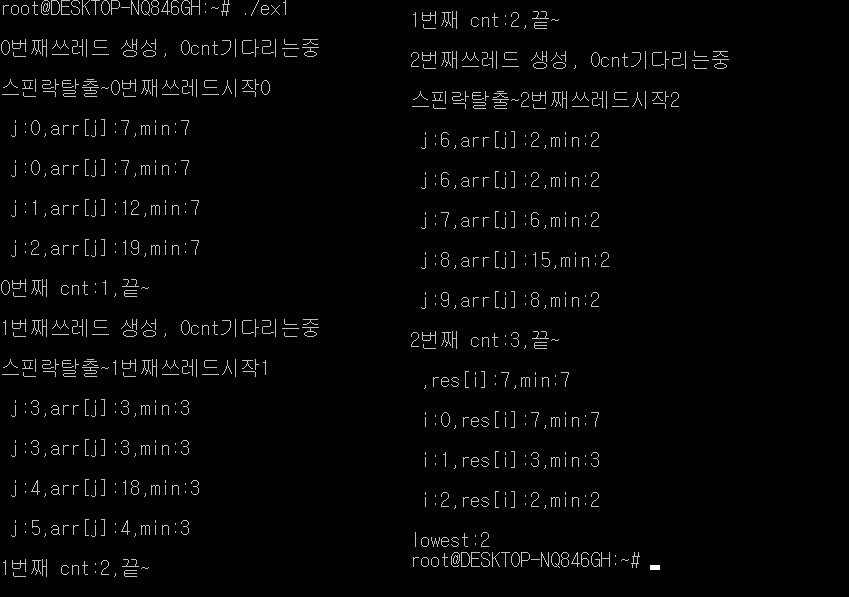 root@DESKTOP-NQ846GH:~# ./ex1
0번째쓰레드 생성, 0cnt기다리는중
스핀락탈출~0번째쓰레드시작0
j:0,arr[j]:7,min:7
j:0,arr[j]:7,min:7
j:1,arr[j]:12,min:7
j:2,arr[j]:19,min:7
0번째 cnt:1,끝~
1번째쓰레드 생성, 0cnt기다리는중
스핀락탈출~1번째쓰레드시작1
j:3,arr[j]:3,min:3
j:3,arr[j]:3,min:3
j:4,arr[j]:18,min:3
j:5,arr[j]:4,min:3
1번째 cnt:2,끝~
1번째 cnt:2,끝~
2번째쓰레드 생성, 0cnt기다리는중
스핀락탈출~2번째쓰레드시작2
j:6,arr[j]:2,min:2
j:6,arr[j]:2,min:2
j:7,arr[j]:6,min:2
j:8,arr[j]:15,min:2
j:9,arr[j]:8,min:2
2번째 cnt:3,끝~
,res[i]:7,min:7
i:0,res[i]:7,min:7
i:1,res[i]:3,min:3
i:2,res[i]:2,min:2
lowest:2
root@DESKTOP-NQ846GH:~#